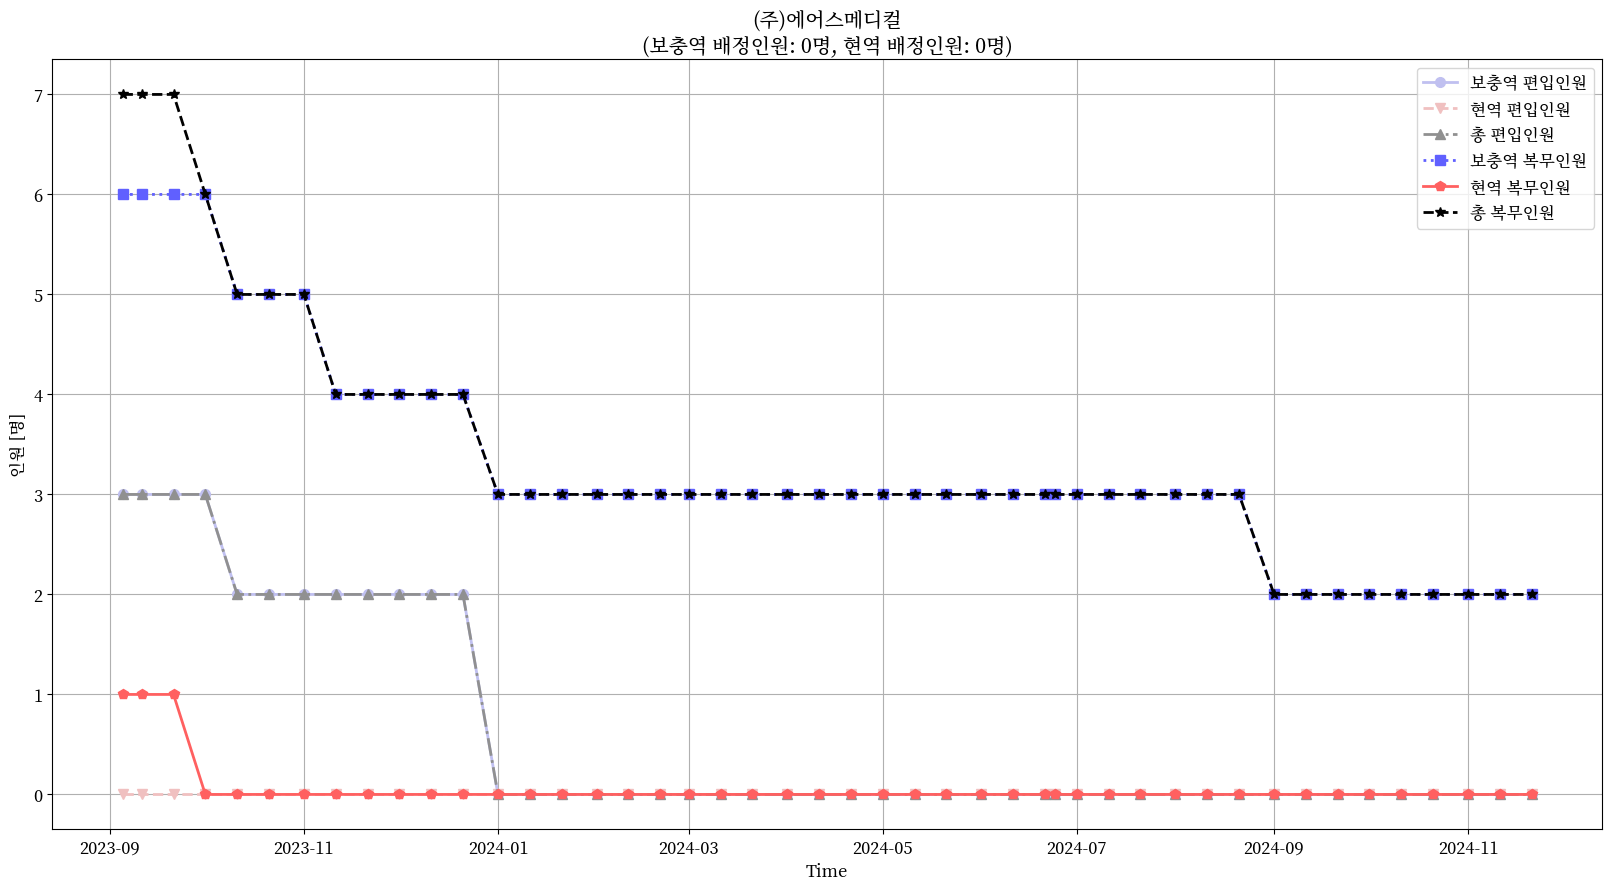 (주)에어스메디컬
(보충역 배정인원: 0명, 현역 배정인원: 0명)
보충역 편입인원
현역 편입인원
총 편입인원
보충역 복무인원
현역 복무인원
총 복무인원
인원 [명]
7
6
5
4
3
2
1
0
2023-09
2023-11
2024-01
2024-03
2024-05
2024-07
2024-09
2024-11
Time